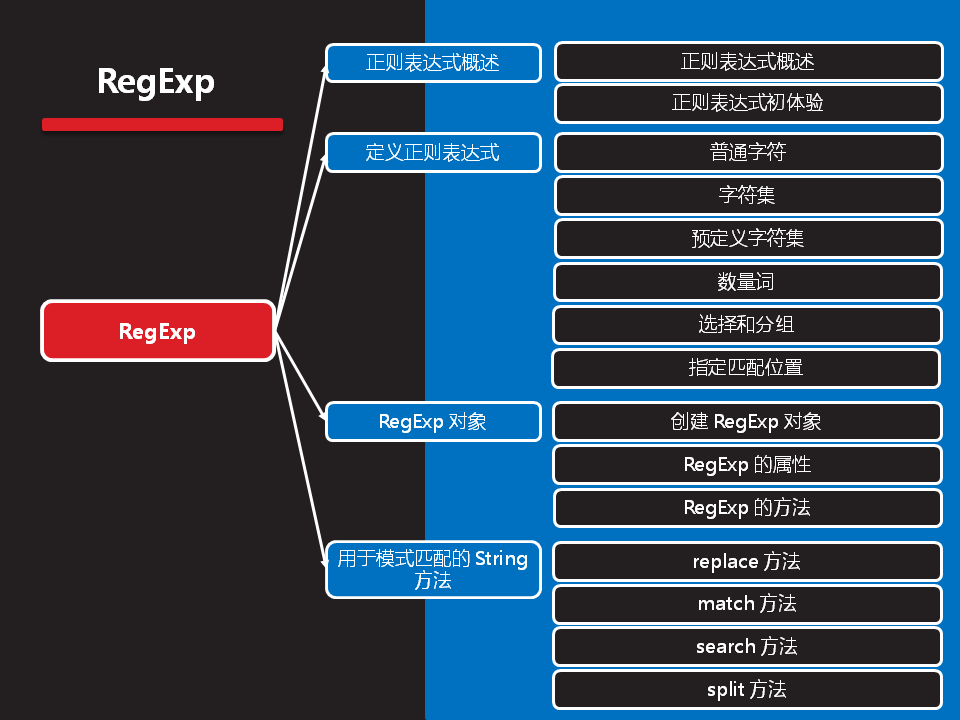 RegExp
RegExp
正则表达式概述
正则表达式概述
正则表达式初体验
定义正则表达式
普通字符
字符集
预定义字符集
数量词
选择和分组
指定匹配位置
RegExp 对象
创建 RegExp 对象
RegExp 的属性
RegExp 的方法
用于模式匹配的 String
方法
replace 方法
match 方法
search 方法
split 方法